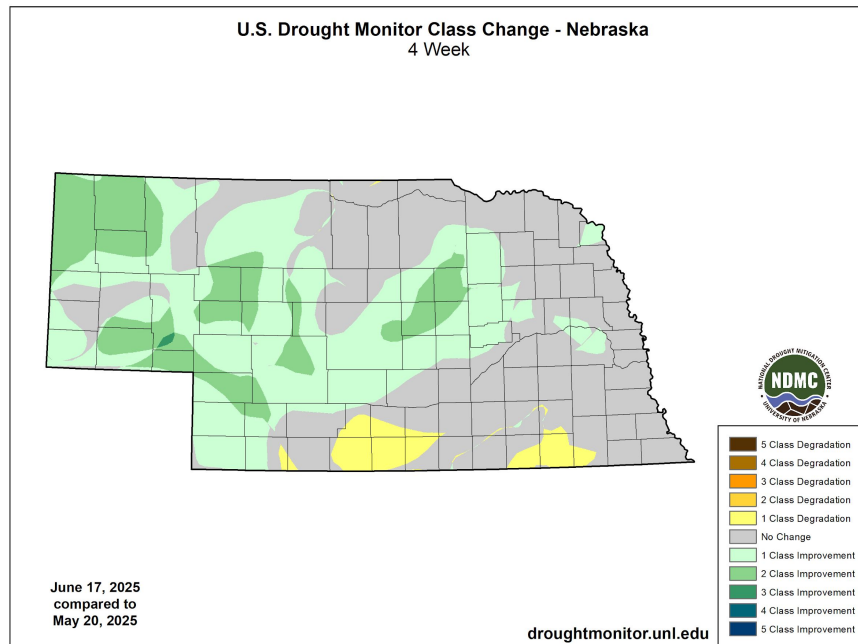 U.S. Drought Monitor Class Change - Nebraska
4 Week
NATIONAL DROUGHT MITIGATION CENTER
NDMC
UNIVERSITY OF NEBRASKA
5 Class Degradation
4 Class Degradation
3 Class Degradation
2 Class Degradation
1 Class Degradation
No Change
1 Class Improvement
2 Class Improvement
3 Class Improvement
4 Class Improvement
5 Class Improvement
June 17, 2025
compared to
May 20, 2025
droughtmonitor.unl.edu